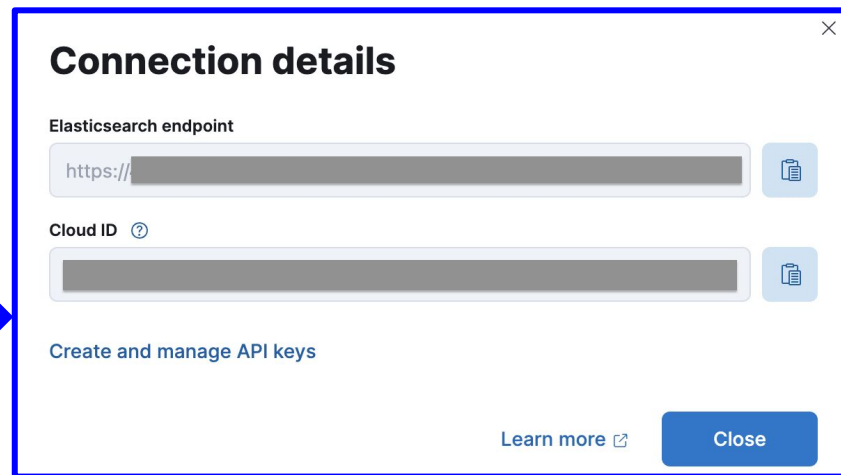 Connection details
Elasticsearch endpoint
https://
Cloud ID
Create and manage API keys
Learn more
Close